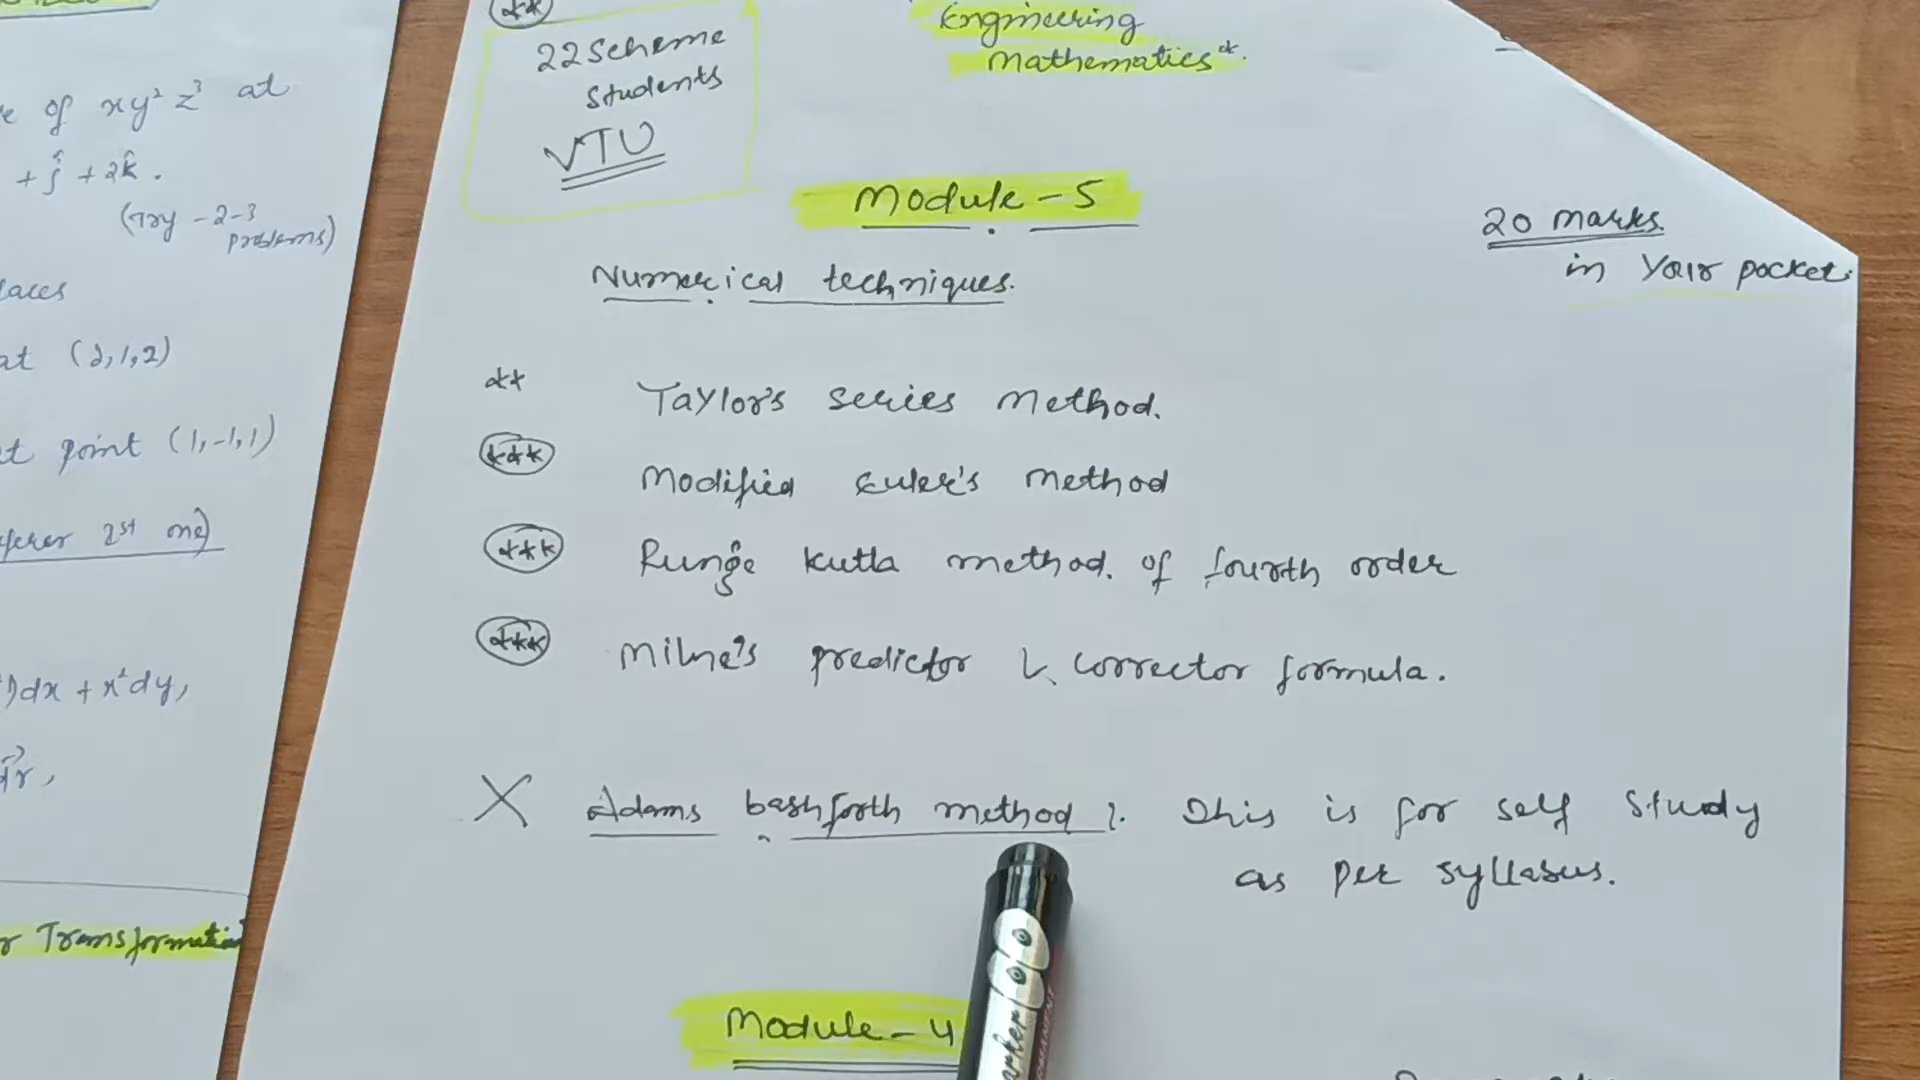 of xy² z³ at
+ ĵ + 2k̂.
(Try - 2-3
problems)
at (2,1,2)
at point (1,-1,1)
2st one)
)dx + x²dy,
Transformation
**
22 Scheme
Students
VTU
Engineering
Mathematics*.
Module - 5
20 marks.
in Your pocket.
Numerical techniques.
** Taylor's series method.
*** Modified Euler's method
*** Runge kutta method. of fourth order
*** Milne's predictor & corrector formula.
X Adams bashforth method :. This is for self study
as per syllabus.
Module - 4